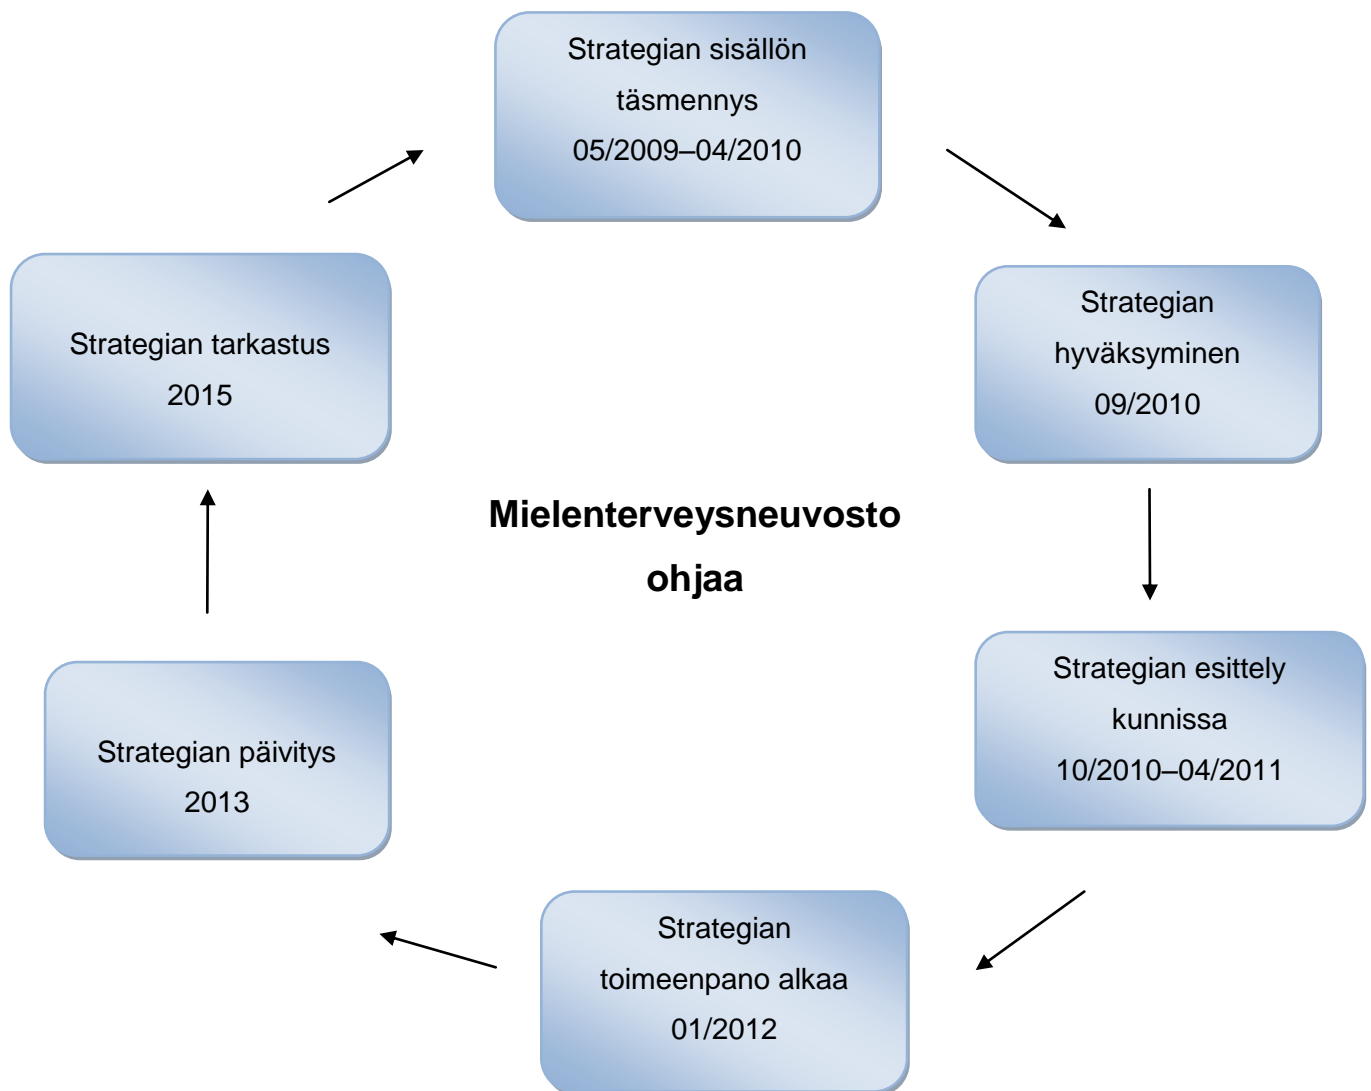 Strategian sisällön
täsmennys
05/2009–04/2010
Strategian
hyväksyminen
09/2010
Strategian esittely
kunnissa
10/2010–04/2011
Strategian
toimeenpano alkaa
01/2012
Strategian päivitys
2013
Strategian tarkastus
2015
Mielenterveysneuvosto
ohjaa